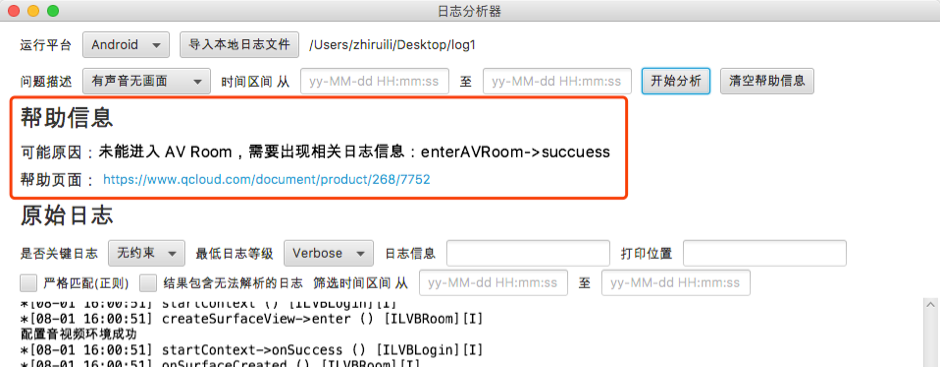 日志分析器
运行平台 Android 导入本地日志文件 /Users/zhiruili/Desktop/log1
问题描述 有声音无画面 时间区间 从 yy-MM-dd HH:mm:ss 至 yy-MM-dd HH:mm:ss 开始分析 清空帮助信息
帮助信息
可能原因：未能进入 AV Room，需要出现相关日志信息：enterAVRoom->succuess
帮助页面： https://www.qcloud.com/document/product/268/7752
原始日志
是否关键日志 无约束 最低日志等级 Verbose 日志信息 打印位置
严格匹配(正则) 结果包含无法解析的日志 筛选时间区间 从 yy-MM-dd HH:mm:ss 至 yy-MM-dd HH:mm:ss
*[08-01 16:00:51] startContext () [ILVBLogin][I]
*[08-01 16:00:51] createSurfaceView->enter () [ILVBRoom][I]
配置音视频环境成功
*[08-01 16:00:51] startContext->onSuccess () [ILVBLogin][I]
*[08-01 16:00:51] onSurfaceCreated () [ILVBRoom][I]